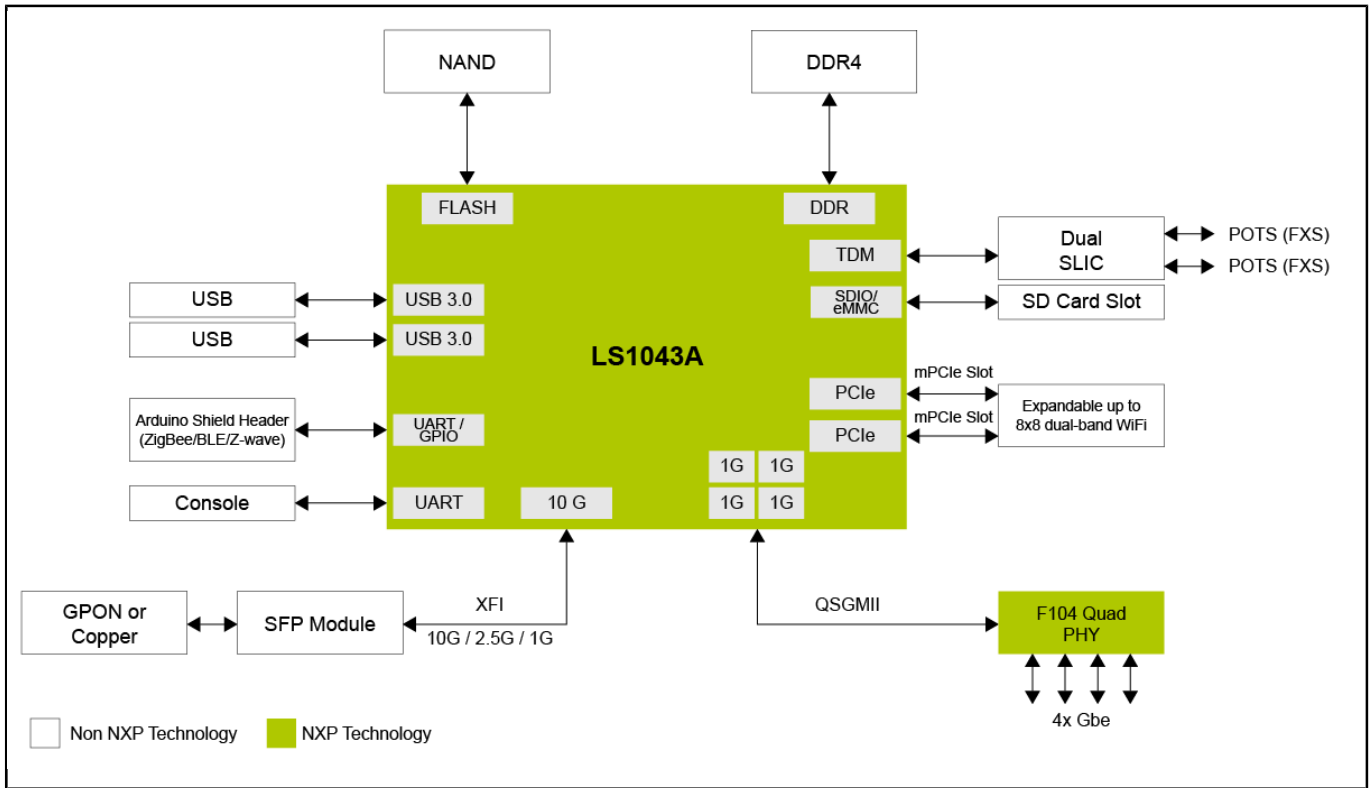 NAND
DDR4
FLASH
DDR
TDM
Dual
SLIC
POTS (FXS)
POTS (FXS)
USB
USB 3.0
SDIO/
eMMC
SD Card Slot
USB
USB 3.0
LS1043A
mPCIe Slot
PCIe
Expandable up to
8x8 dual-band WiFi
mPCIe Slot
PCIe
Arduino Shield Header
(ZigBee/BLE/Z-wave)
UART /
GPIO
1G 1G
1G 1G
Console
UART
10 G
GPON or
Copper
SFP Module
XFI
10G / 2.5G / 1G
QSGMII
F104 Quad
PHY
4x Gbe
Non NXP Technology
NXP Technology